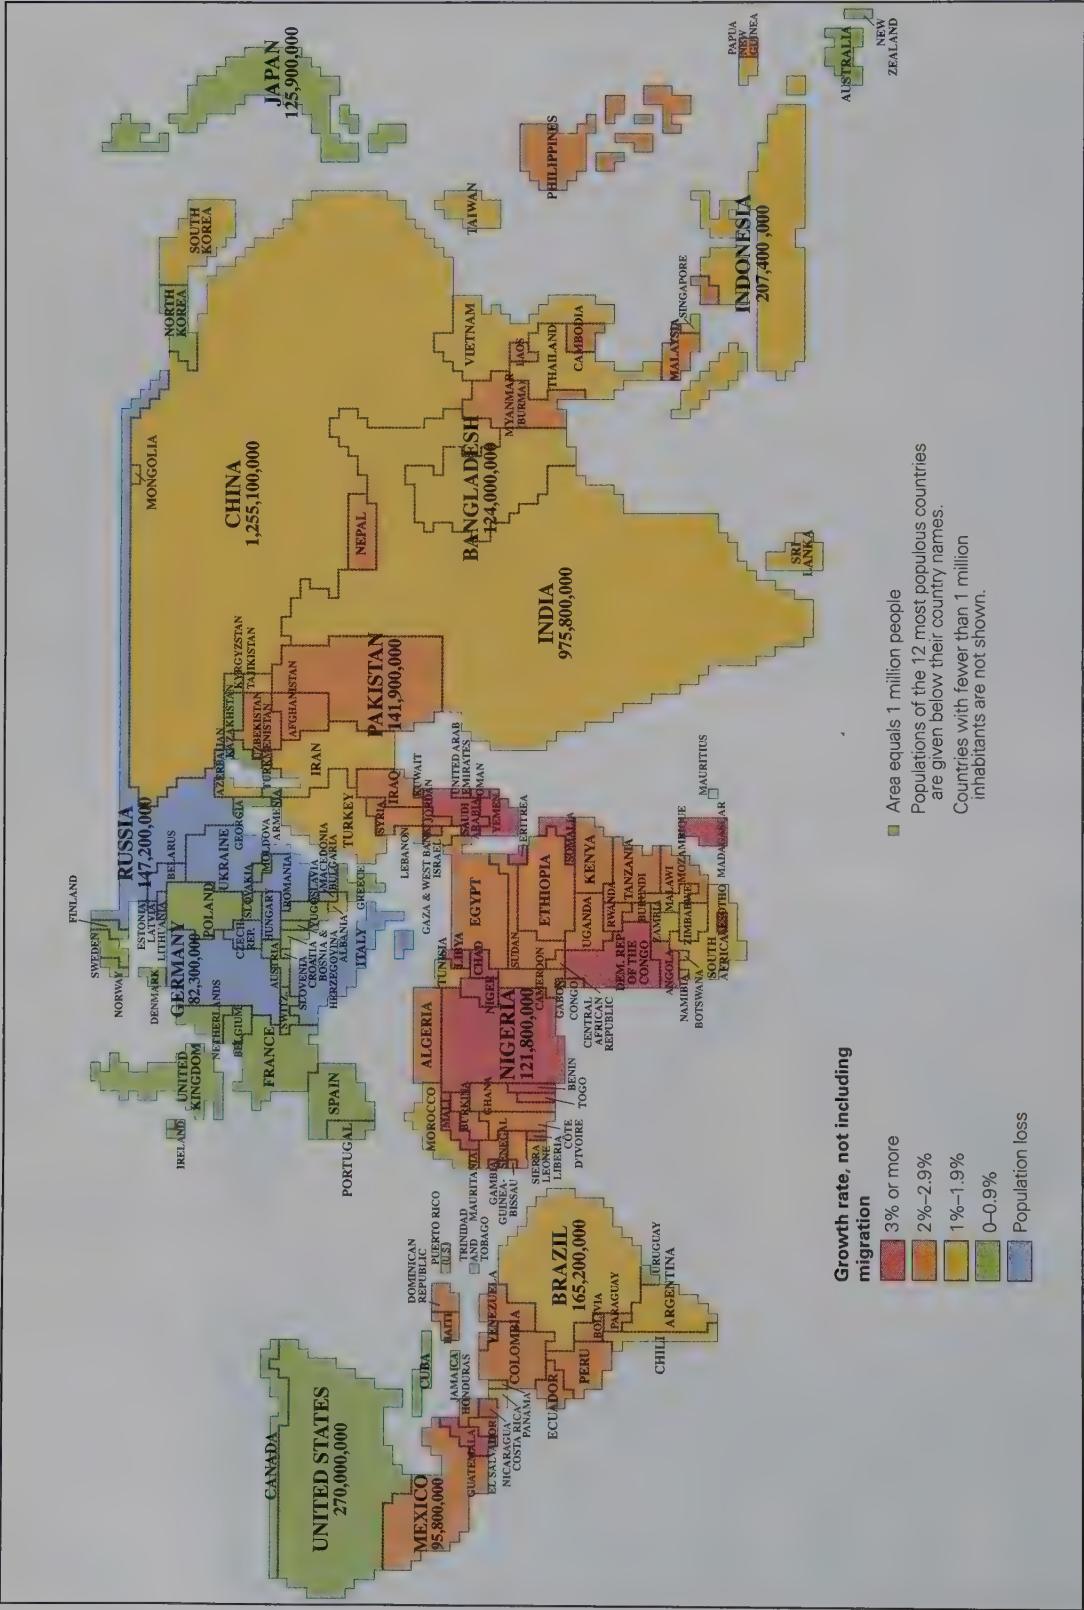 CANADA
UNITED STATES
270,000,000
MEXICO
95,800,000
GUATEMALA
EL SALVADOR
NICARAGUA
COSTA RICA
PANAMA
HONDURAS
JAMAICA
CUBA
HAITI
DOMINICAN
REPUBLIC
PUERTO RICO
(U.S.)
TRINIDAD
AND
TOBAGO
VENEZUELA
COLOMBIA
ECUADOR
PERU
BRAZIL
165,200,000
BOLIVIA
PARAGUAY
CHILI
ARGENTINA
URUGUAY
IRELAND
UNITED
KINGDOM
NORWAY
SWEDEN
FINLAND
DENMARK
ESTONIA
LATVIA
LITHUANIA
NETHERLANDS
BELGIUM
GERMANY
82,300,000
POLAND
BELARUS
RUSSIA
147,200,000
UKRAINE
FRANCE
SWITZ.
AUSTRIA
CZECH
REP.
SLOVAKIA
HUNGARY
ROMANIA
MOLDOVA
GEORGIA
ARMENIA
AZERBAIJAN
SPAIN
PORTUGAL
SLOVENIA
CROATIA
BOSNIA &
HERZEGOVINA
ALBANIA
YUGOSLAVIA
MACEDONIA
BULGARIA
ITALY
GREECE
TURKEY
KAZAKHSTAN
KYRGYZSTAN
TAJIKISTAN
UZBEKISTAN
TURKMENISTAN
AFGHANISTAN
IRAN
PAKISTAN
141,900,000
SYRIA
IRAQ
KUWAIT
LEBANON
GAZA & WEST BANK
ISRAEL
JORDAN
SAUDI
ARABIA
UNITED ARAB
EMIRATES
OMAN
YEMEN
MOROCCO
ALGERIA
TUNISIA
LIBYA
EGYPT
MAURITANIA
MALI
BURKINA
NIGER
CHAD
SUDAN
ERITREA
ETHIOPIA
SOMALIA
SENEGAL
GAMBIA
GUINEA-
BISSAU
SIERRA
LEONE
LIBERIA
CÔTE
D'IVOIRE
GHANA
TOGO
BENIN
NIGERIA
121,800,000
CAMEROON
GABON
CONGO
CENTRAL
AFRICAN
REPUBLIC
DEM. REP.
OF THE
CONGO
UGANDA
KENYA
RWANDA
BURUNDI
TANZANIA
ANGOLA
ZAMBIA
MALAWI
MOZAMBIQUE
NAMIBIA
BOTSWANA
ZIMBABWE
SOUTH
AFRICA
LESOTHO
MADAGASCAR
MAURITIUS
MONGOLIA
CHINA
1,255,100,000
NORTH
KOREA
SOUTH
KOREA
JAPAN
125,900,000
NEPAL
BANGLADESH
124,000,000
INDIA
975,800,000
SRI
LANKA
MYANMAR
(BURMA)
LAOS
VIETNAM
THAILAND
CAMBODIA
TAIWAN
PHILIPPINES
MALAYSIA
SINGAPORE
INDONESIA
207,400,000
PAPUA
NEW
GUINEA
AUSTRALIA
NEW
ZEALAND
Growth rate, not including
migration
3% or more
2%–2.9%
1%–1.9%
0–0.9%
Population loss
Area equals 1 million people
Populations of the 12 most populous countries
are given below their country names.
Countries with fewer than 1 million
inhabitants are not shown.